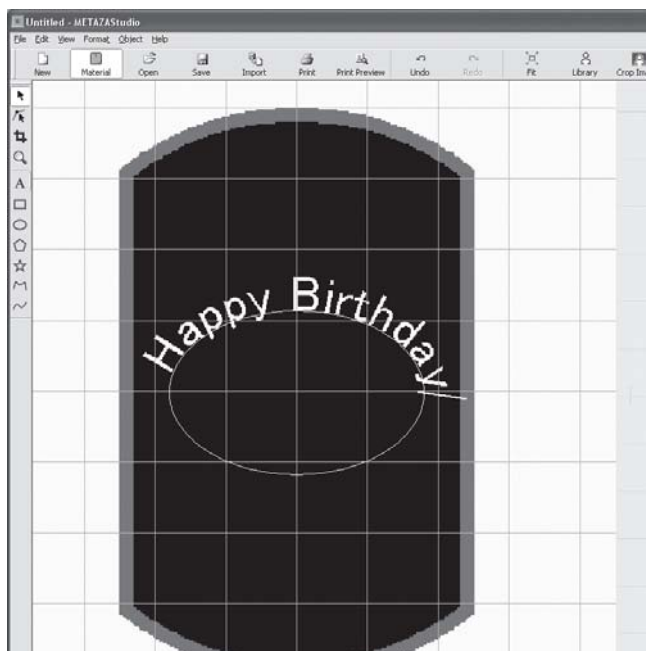 Untitled - METAZAStudio
File Edit View Format Object Help
New Material Open Save Import Print Print Preview Undo Redo Fit Library Crop
A
Happy Birthday